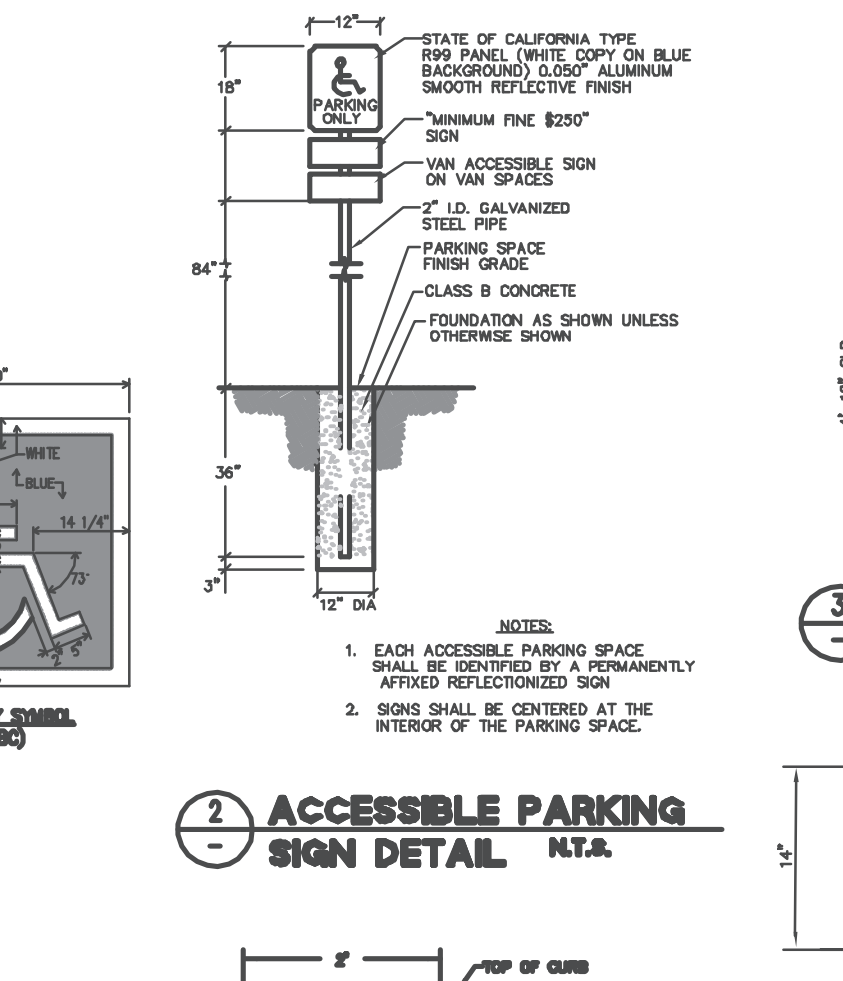 12"
STATE OF CALIFORNIA TYPE
R99 PANEL (WHITE COPY ON BLUE
BACKGROUND) 0.050" ALUMINUM
SMOOTH REFLECTIVE FINISH
18"
PARKING
ONLY
"MINIMUM FINE $250"
SIGN
VAN ACCESSIBLE SIGN
ON VAN SPACES
2" I.D. GALVANIZED
STEEL PIPE
84"
PARKING SPACE
FINISH GRADE
CLASS B CONCRETE
FOUNDATION AS SHOWN UNLESS
OTHERWISE SHOWN
36"
3"
12" DIA
WHITE
BLUE
14 1/4"
73°
2"
5"
SYMBOL
NOTES:
1. EACH ACCESSIBLE PARKING SPACE
SHALL BE IDENTIFIED BY A PERMANENTLY
AFFIXED REFLECTIONIZED SIGN
2. SIGNS SHALL BE CENTERED AT THE
INTERIOR OF THE PARKING SPACE.
2
-
ACCESSIBLE PARKING
SIGN DETAIL N.T.S.
3
-
14"
2"
TOP OF CURB